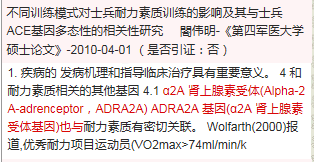 不同训练模式对士兵耐力素质训练的影响及其与士兵
ACE基因多态性的相关性研究 閤伟明-《第四军医大学
硕士论文》-2010-04-01 （是否引证：否）
1. 疾病的 发病机理和指导临床治疗具有重要意义。 4 和
耐力素质相关的其他基因 4.1 α2A 肾上腺素受体(Alpha-2
A-adrenceptor，ADRA2A) ADRA2A 基因(α2A 肾上腺素
受体基因)也与耐力素质有密切关联。 Wolfarth(2000)报
道,优秀耐力项目运动员(VO2max>74ml/min/k